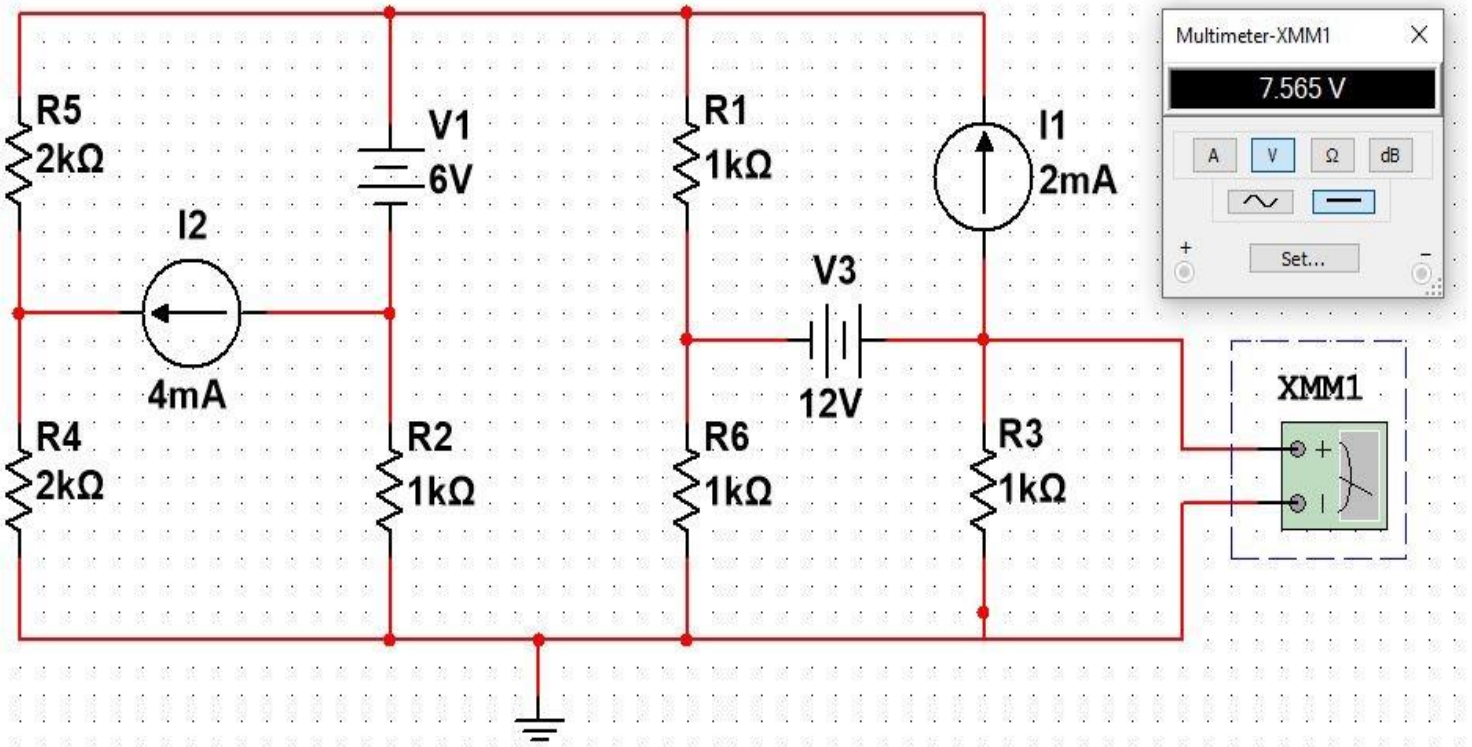 Multimeter-XMM1
7.565 V
A
V
Ω
dB
+
Set...
−
R5
2kΩ
V1
6V
R1
1kΩ
I1
2mA
I2
4mA
V3
12V
R4
2kΩ
R2
1kΩ
R6
1kΩ
R3
1kΩ
XMM1
+